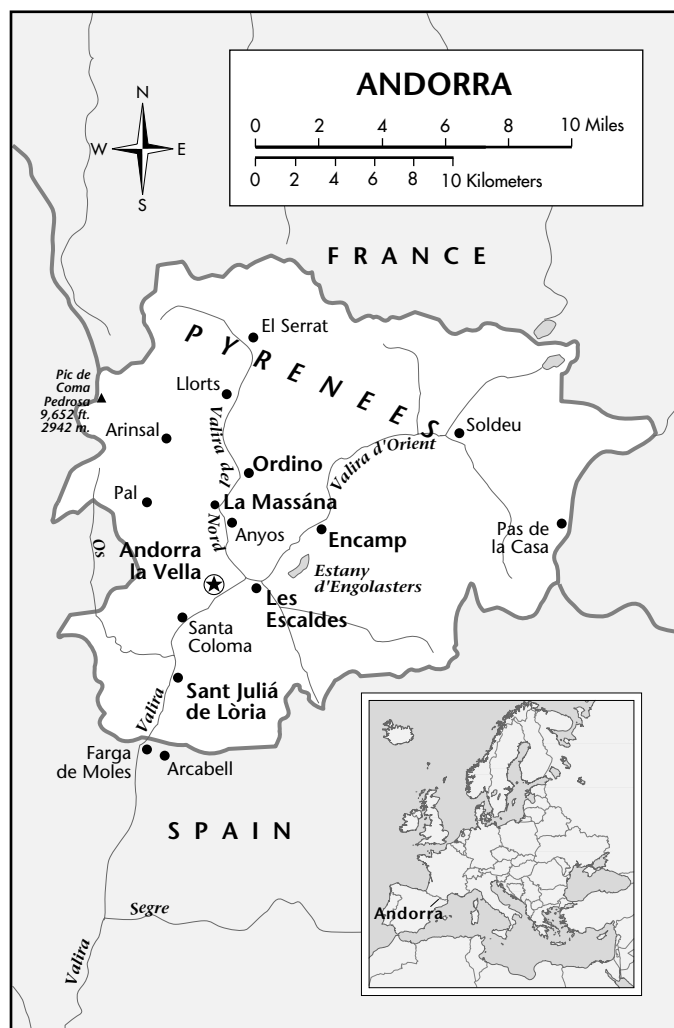 ANDORRA
0 2 4 6 8 10 Miles
0 2 4 6 8 10 Kilometers
N
W E
S
FRANCE
PYRENEES
El Serrat
Pic de
Coma
Pedrosa
9,652 ft.
2942 m.
Llorts
Arinsal
Soldeu
Valira del
Nord
Valira d'Orient
Ordino
Pal
La Massána
Anyos
Encamp
Pas de
la Casa
Os
Andorra
la Vella
Estany
d'Engolasters
Les
Escaldes
Santa
Coloma
Sant Juliá
de Lòria
Valira
Farga
de Moles
Arcabell
SPAIN
Segre
Valira
Andorra